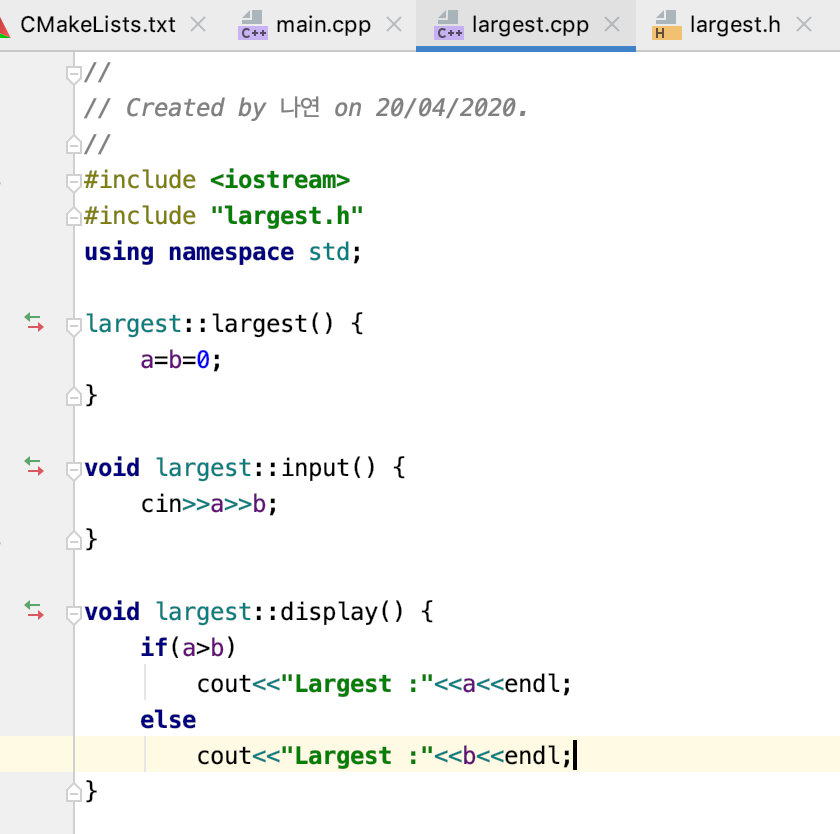 CMakeLists.txt main.cpp largest.cpp largest.h
C++ C++ H
//
// Created by 나연 on 20/04/2020.
//
#include <iostream>
#include "largest.h"
using namespace std;
largest::largest() {
    a=b=0;
}
void largest::input() {
    cin>>a>>b;
}
void largest::display() {
    if(a>b)
        cout<<"Largest :"<<a<<endl;
    else
        cout<<"Largest :"<<b<<endl;
}